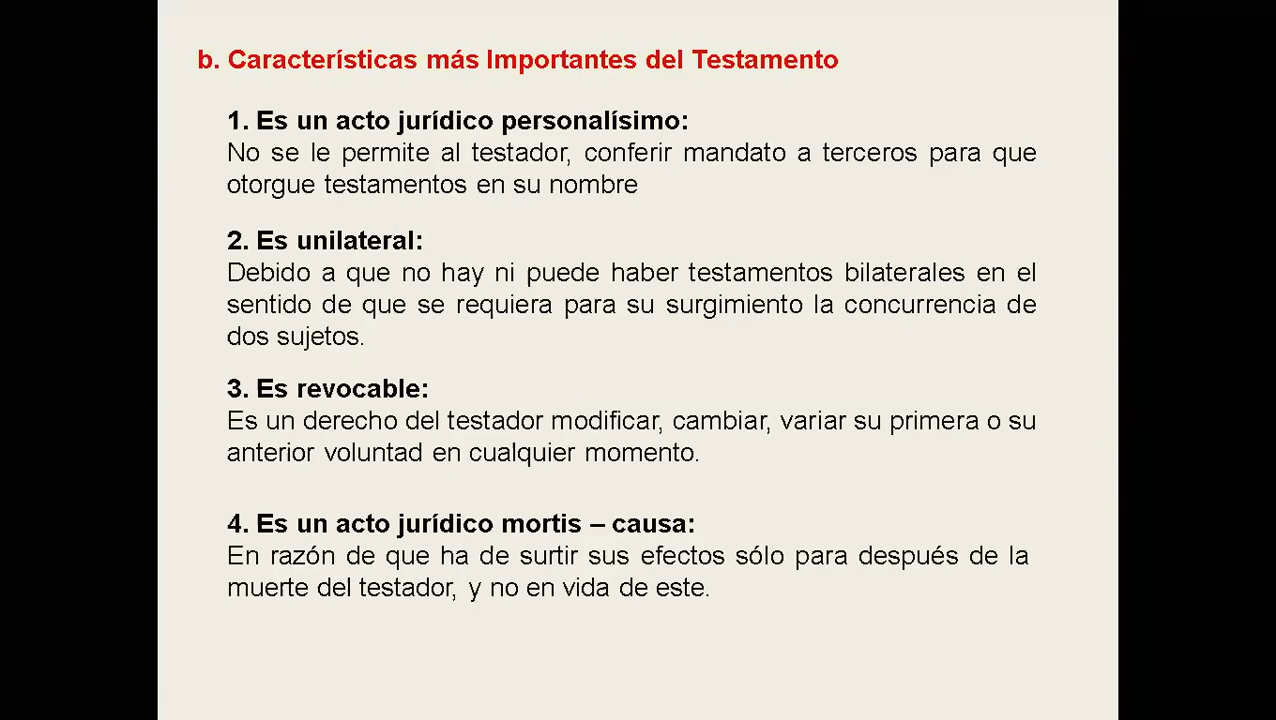 b. Características más Importantes del Testamento
1. Es un acto jurídico personalísimo:
No se le permite al testador, conferir mandato a terceros para que
otorgue testamentos en su nombre
2. Es unilateral:
Debido a que no hay ni puede haber testamentos bilaterales en el
sentido de que se requiera para su surgimiento la concurrencia de
dos sujetos.
3. Es revocable:
Es un derecho del testador modificar, cambiar, variar su primera o su
anterior voluntad en cualquier momento.
4. Es un acto jurídico mortis – causa:
En razón de que ha de surtir sus efectos sólo para después de la
muerte del testador, y no en vida de este.